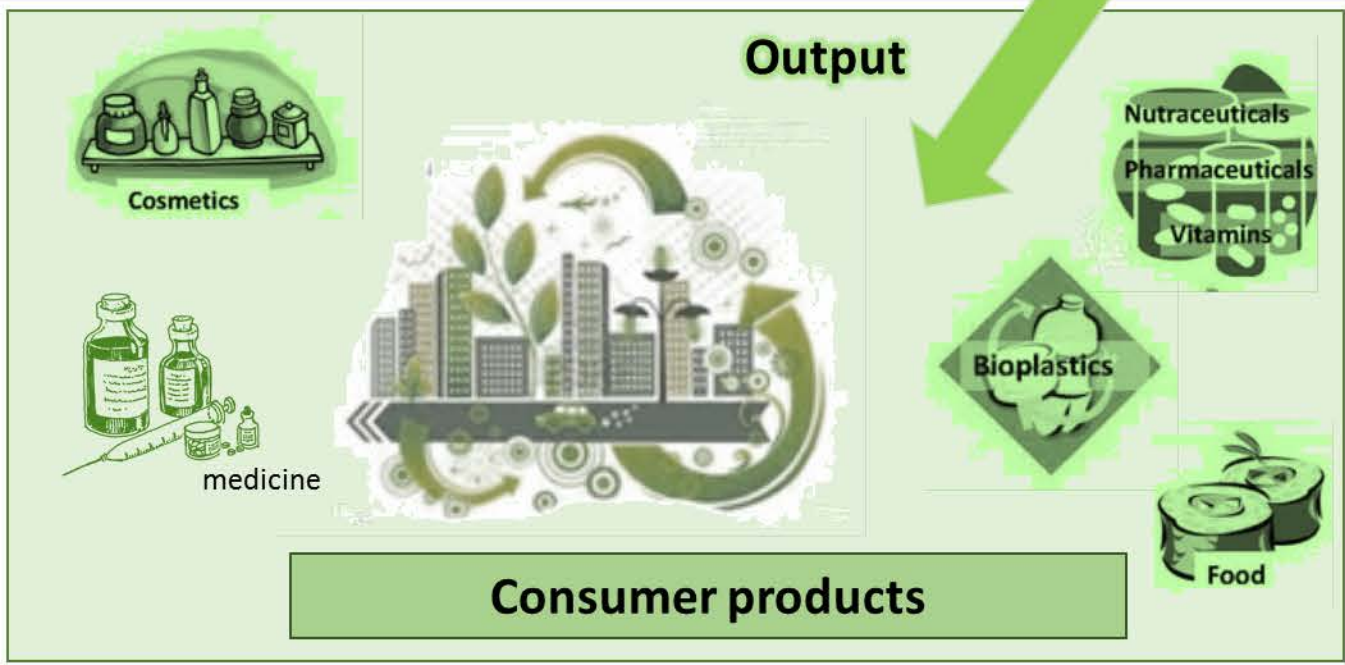 Output
Cosmetics
Nutraceuticals
Pharmaceuticals
Vitamins
Bioplastics
medicine
Food
Consumer products